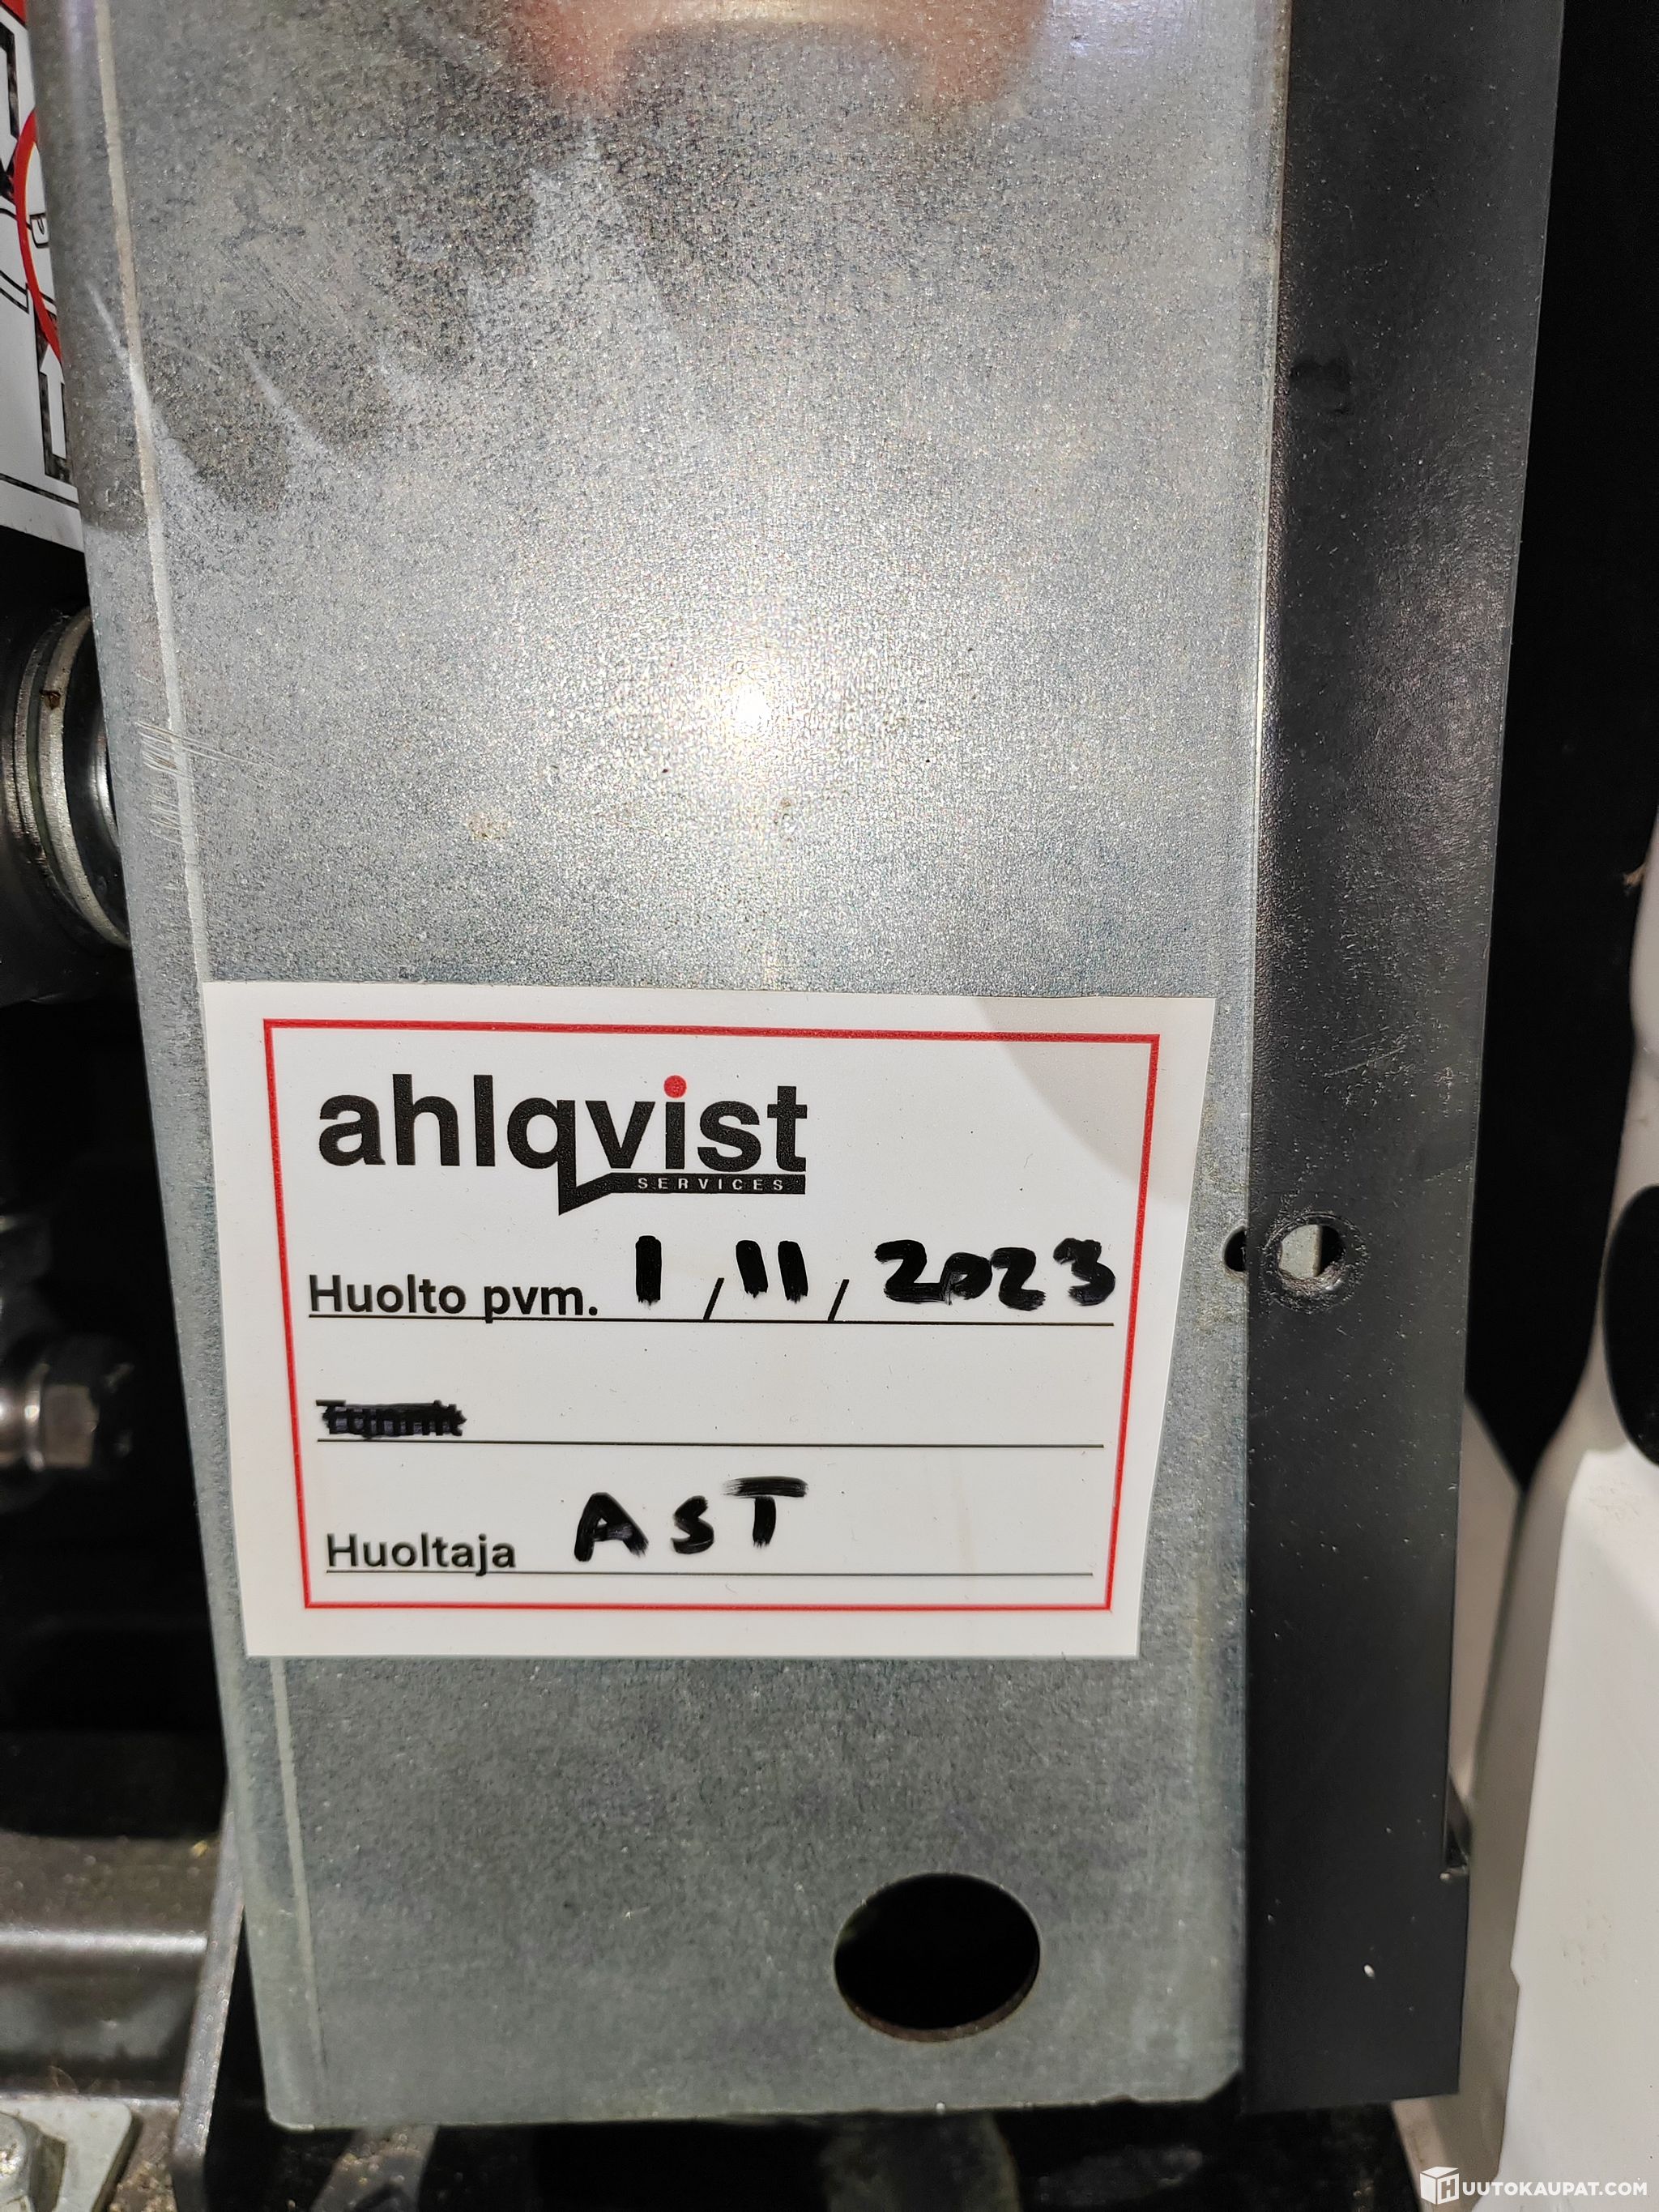 ahlqvist
SERVICES
Huolto pvm. 1 / 11 / 2023
Huoltaja AST
HUUTOKAUPAT.COM